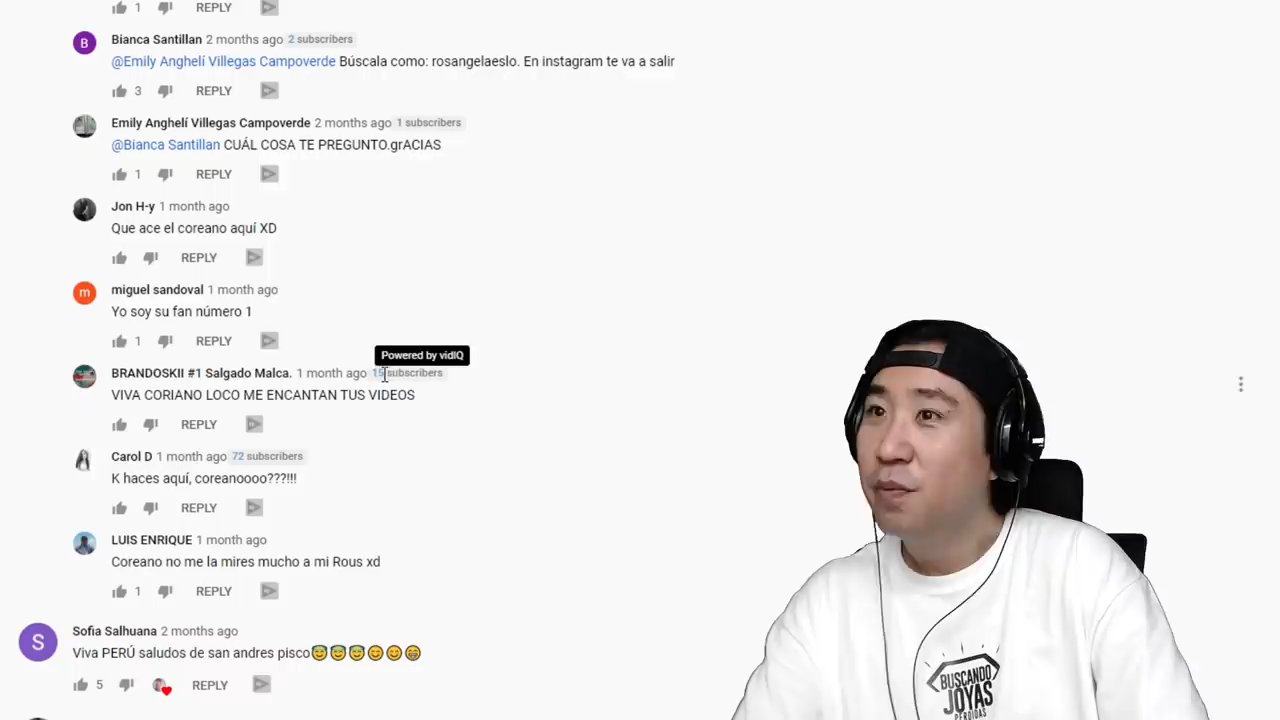 1 REPLY
B Bianca Santillan 2 months ago 2 subscribers
@Emily Anghelí Villegas Campoverde Búscala como: rosangelaeslo. En instagram te va a salir
3 REPLY
Emily Anghelí Villegas Campoverde 2 months ago 1 subscribers
@Bianca Santillan CUÁL COSA TE PREGUNTO.grACIAS
1 REPLY
Jon H-y 1 month ago
Que ace el coreano aquí XD
REPLY
m miguel sandoval 1 month ago
Yo soy su fan número 1
1 REPLY
Powered by vidIQ
BRANDOSKII #1 Salgado Malca. 1 month ago 15 subscribers
VIVA CORIANO LOCO ME ENCANTAN TUS VIDEOS
REPLY
Carol D 1 month ago 72 subscribers
K haces aquí, coreanoooo???!!!
REPLY
LUIS ENRIQUE 1 month ago
Coreano no me la mires mucho a mi Rous xd
1 REPLY
S Sofia Salhuana 2 months ago
Viva PERÚ saludos de san andres pisco😇😇😇😊😊😁
5 REPLY
BUSCANDO
JOYAS
PERDIDAS